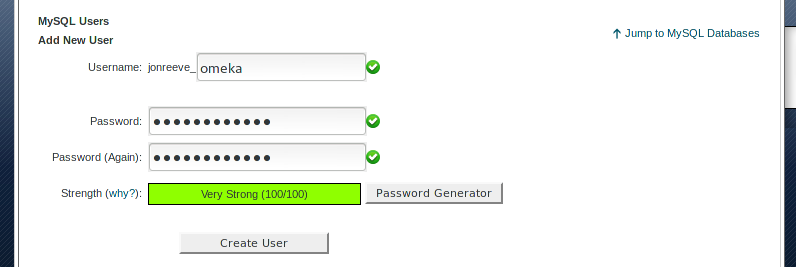 MySQL Users
Add New User
Jump to MySQL Databases
Username: jonreeve_ omeka
Password: ●●●●●●●●●●●●
Password (Again): ●●●●●●●●●●●●
Strength (why?): Very Strong (100/100) Password Generator
Create User